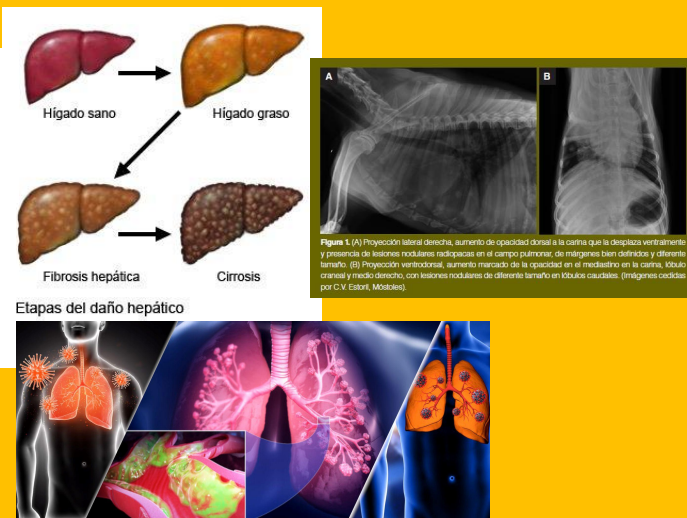 Hígado sano
Hígado graso
Fibrosis hepática
Cirrosis
Etapas del daño hepático
A
B
Figura 1. (A) Proyección lateral derecha, aumento de opacidad dorsal a la carina que la desplaza ventralmente
y presencia de lesiones nodulares radiopacas en el campo pulmonar, de márgenes bien definidos y diferente
tamaño. (B) Proyección ventrodorsal, aumento marcado de la opacidad en el mediastino en la carina, lóbulo
craneal y medio derecho, con lesiones nodulares de diferente tamaño en lóbulos caudales. (Imágenes cedidas
por C.V. Estoril, Móstoles).